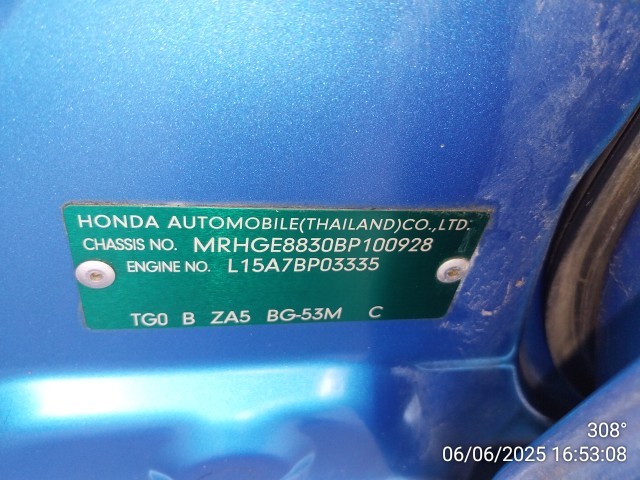 HONDA AUTOMOBILE(THAILAND)CO.,LTD.
CHASSIS NO. MRHGE8830BP100928
ENGINE NO. L15A7BP03335
TG0 B ZA5 BG-53M C
308°
06/06/2025 16:53:08